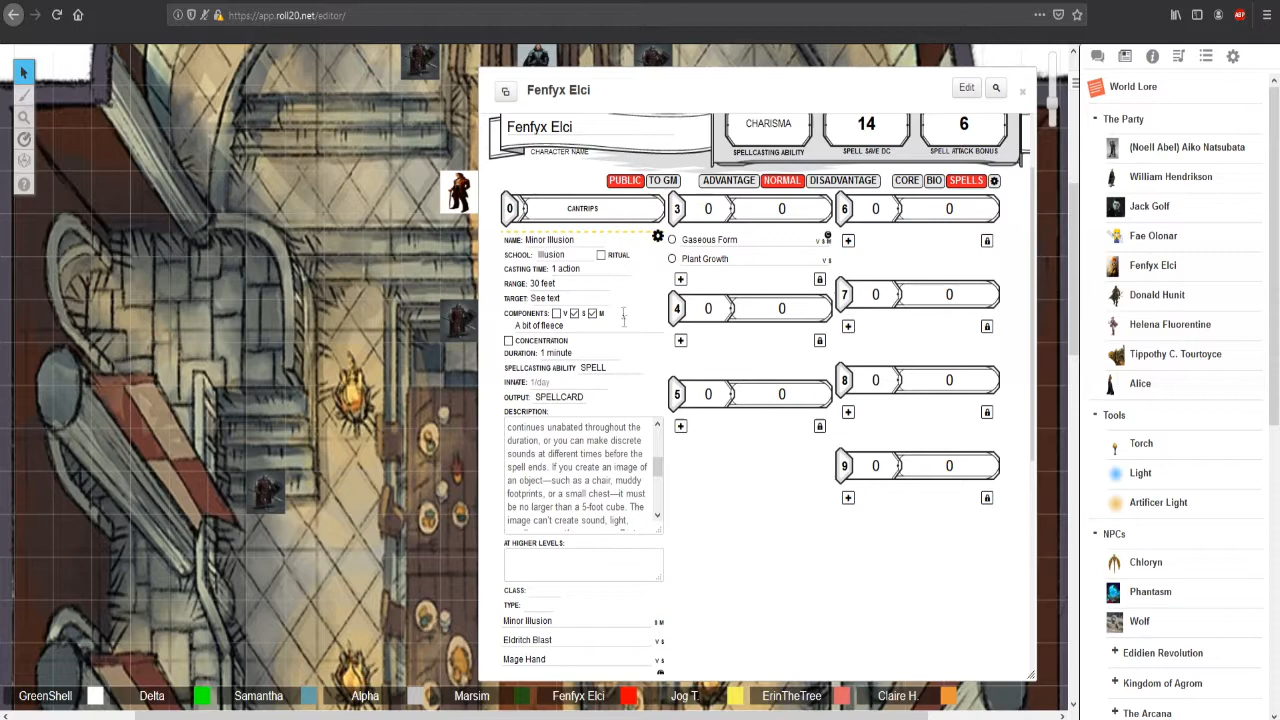 https://app.roll20.net/editor/
ABP
Fenfyx Elci
Edit
Fenfyx Elci
CHARACTER NAME
CHARISMA
SPELLCASTING ABILITY
14
SPELL SAVE DC
6
SPELL ATTACK BONUS
PUBLIC TO GM ADVANTAGE NORMAL DISADVANTAGE CORE BIO SPELLS
0 CANTRIPS
NAME: Minor Illusion
SCHOOL: Illusion RITUAL
CASTING TIME: 1 action
RANGE: 30 feet
TARGET: See text
COMPONENTS: V S M
A bit of fleece
CONCENTRATION
DURATION: 1 minute
SPELLCASTING ABILITY SPELL
INNATE: 1/day
OUTPUT: SPELLCARD
DESCRIPTION:
continues unabated throughout the
duration, or you can make discrete
sounds at different times before the
spell ends. If you create an image of
an object—such as a chair, muddy
footprints, or a small chest—it must
be no larger than a 5-foot cube. The
image can't create sound, light,
AT HIGHER LEVELS:
CLASS:
TYPE:
Minor Illusion S M
Eldritch Blast V S
Mage Hand V S
3 0 0
Gaseous Form C V S M
Plant Growth V S
4 0 0
5 0 0
6 0 0
7 0 0
8 0 0
9 0 0
World Lore
The Party
(Noell Abel) Aiko Natsubata
William Hendrikson
Jack Golf
Fae Olonar
Fenfyx Elci
Donald Hunit
Helena Fluorentine
Tippothy C. Tourtoyce
Alice
Tools
Torch
Light
Artificer Light
NPCs
Chloryn
Phantasm
Wolf
Edidien Revolution
Kingdom of Agrom
The Arcana
GreenShell Delta Samantha Alpha Marsim Fenfyx Elci Jog T. ErinTheTree Claire H.